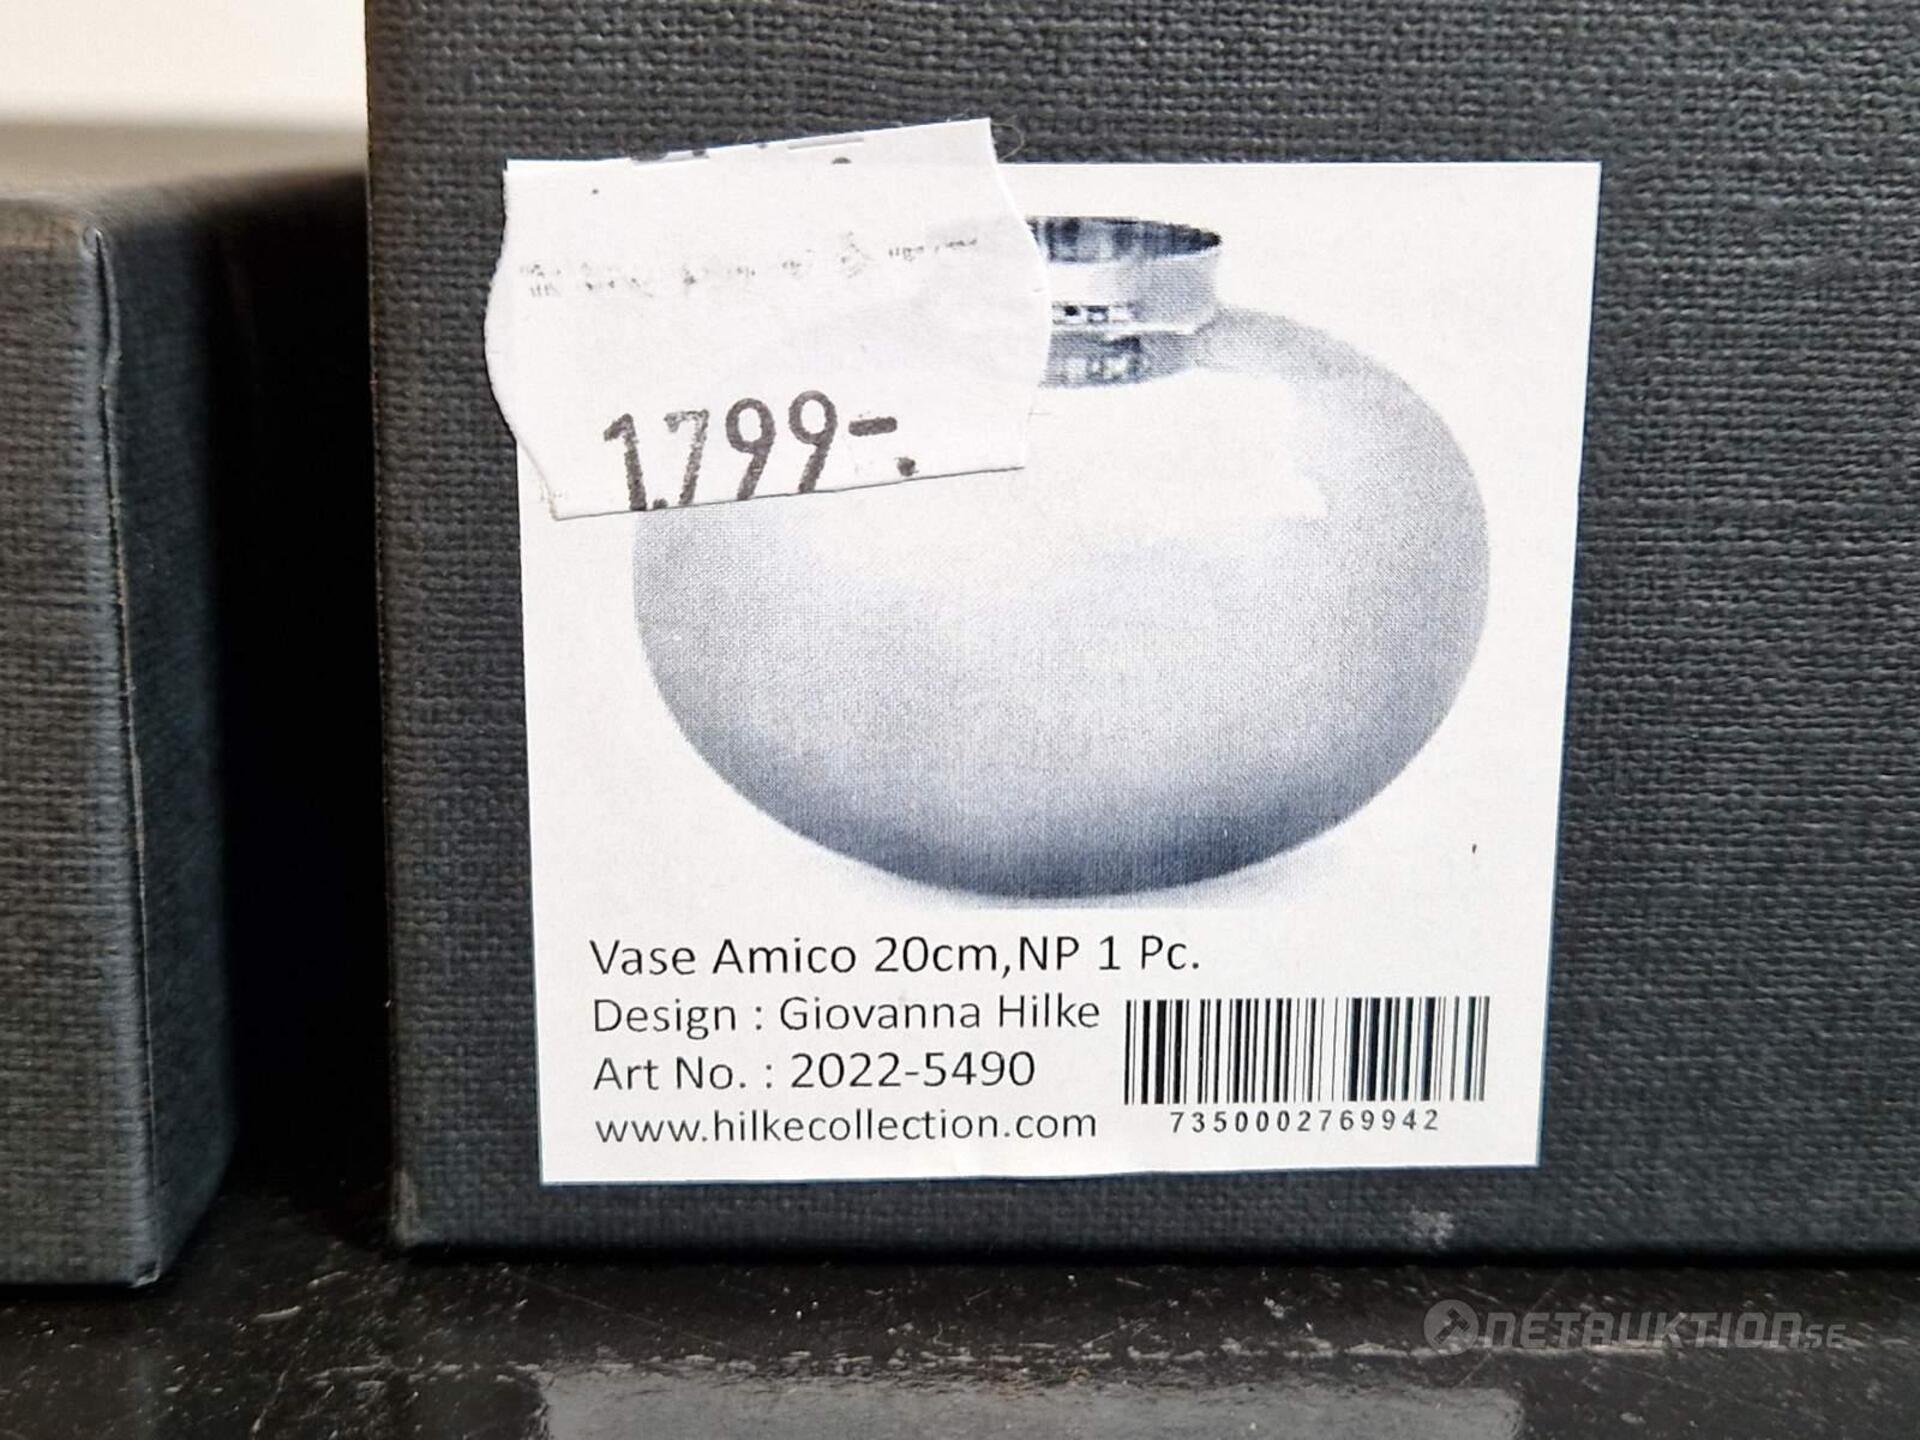 1.799-.
Vase Amico 20cm,NP 1 Pc.
Design : Giovanna Hilke
Art No. : 2022-5490
www.hilkecollection.com
7350002769942
NETAUKTION.SE